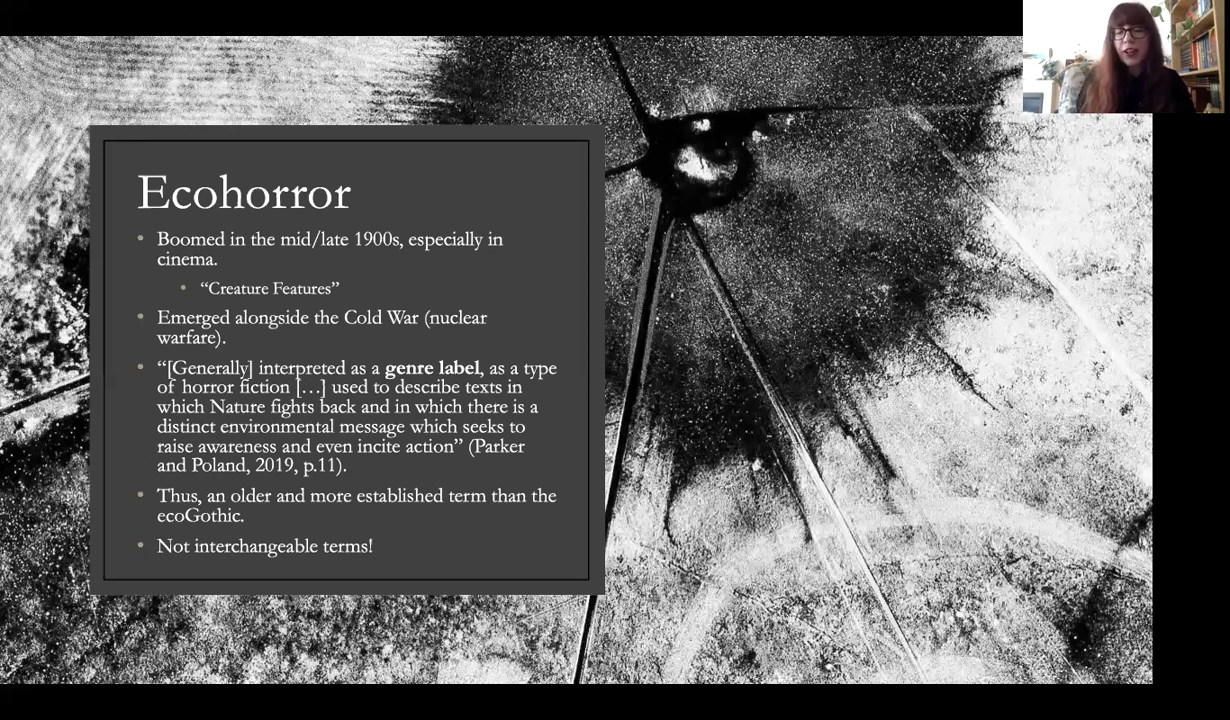 Ecohorror
• Boomed in the mid/late 1900s, especially in
cinema.
• “Creature Features”
• Emerged alongside the Cold War (nuclear
warfare).
• “[Generally] interpreted as a genre label, as a type
of horror fiction […] used to describe texts in
which Nature fights back and in which there is a
distinct environmental message which seeks to
raise awareness and even incite action” (Parker
and Poland, 2019, p.11).
• Thus, an older and more established term than the
ecoGothic.
• Not interchangeable terms!